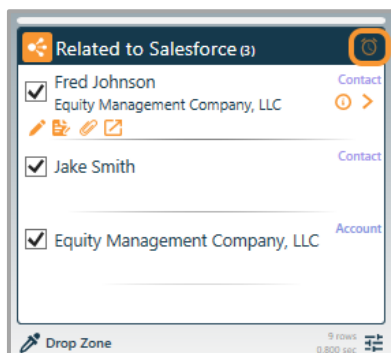 Related to Salesforce (3)
Fred Johnson
Contact
Equity Management Company, LLC
Jake Smith
Contact
Equity Management Company, LLC
Account
Drop Zone
9 rows
0.800 sec